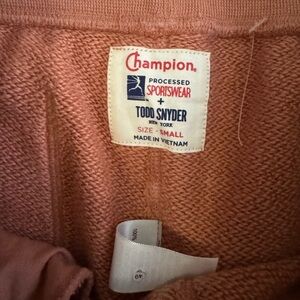 Champion.
PROCESSED
SPORTSWEAR
+
TODD SNYDER
NEW YORK
SIZE - SMALL
MADE IN VIETNAM